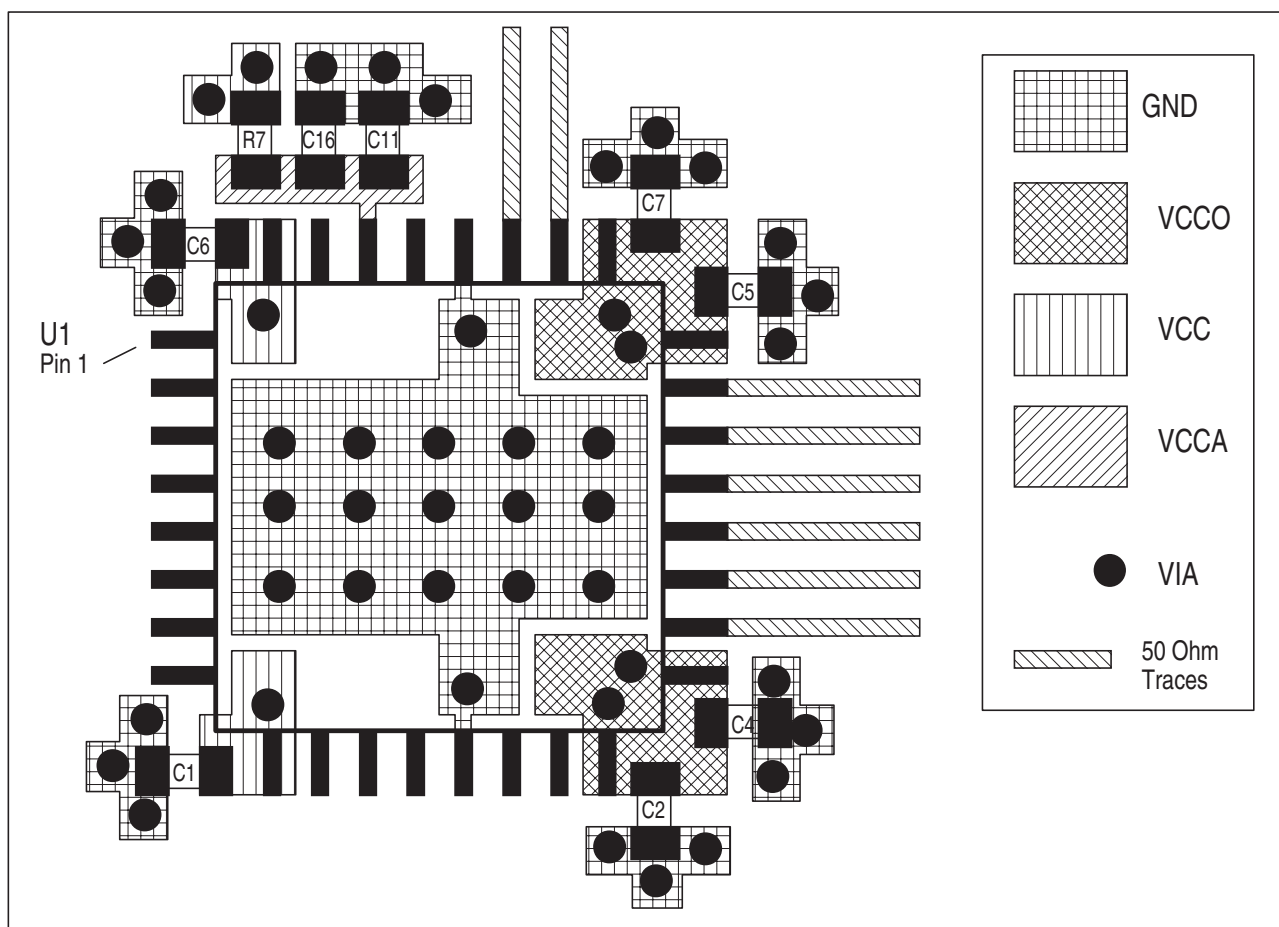 R7
C16
C11
C7
C6
C5
U1
Pin 1
C4
C1
C2
GND
VCCO
VCC
VCCA
VIA
50 Ohm
Traces